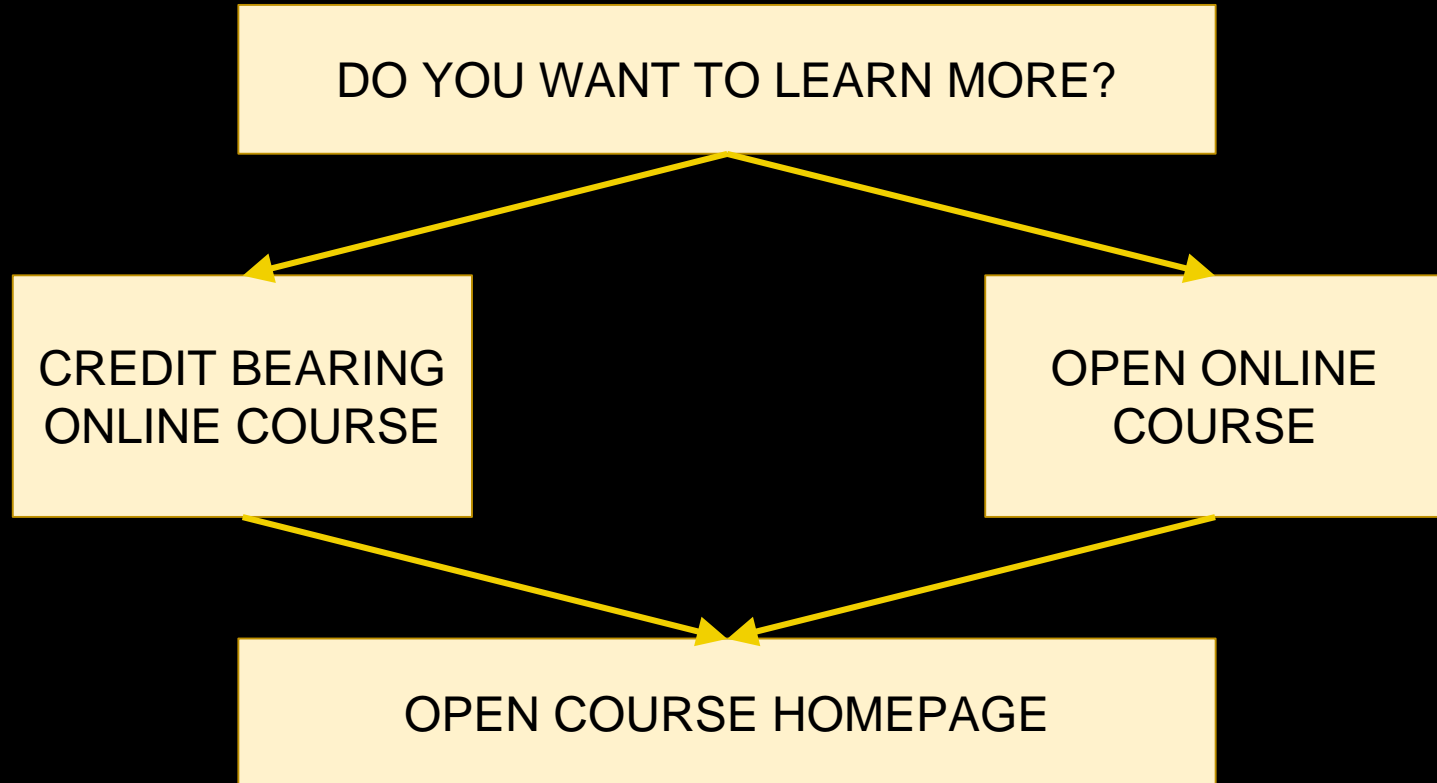 DO YOU WANT TO LEARN MORE?
CREDIT BEARING
ONLINE COURSE
OPEN ONLINE
COURSE
OPEN COURSE HOMEPAGE